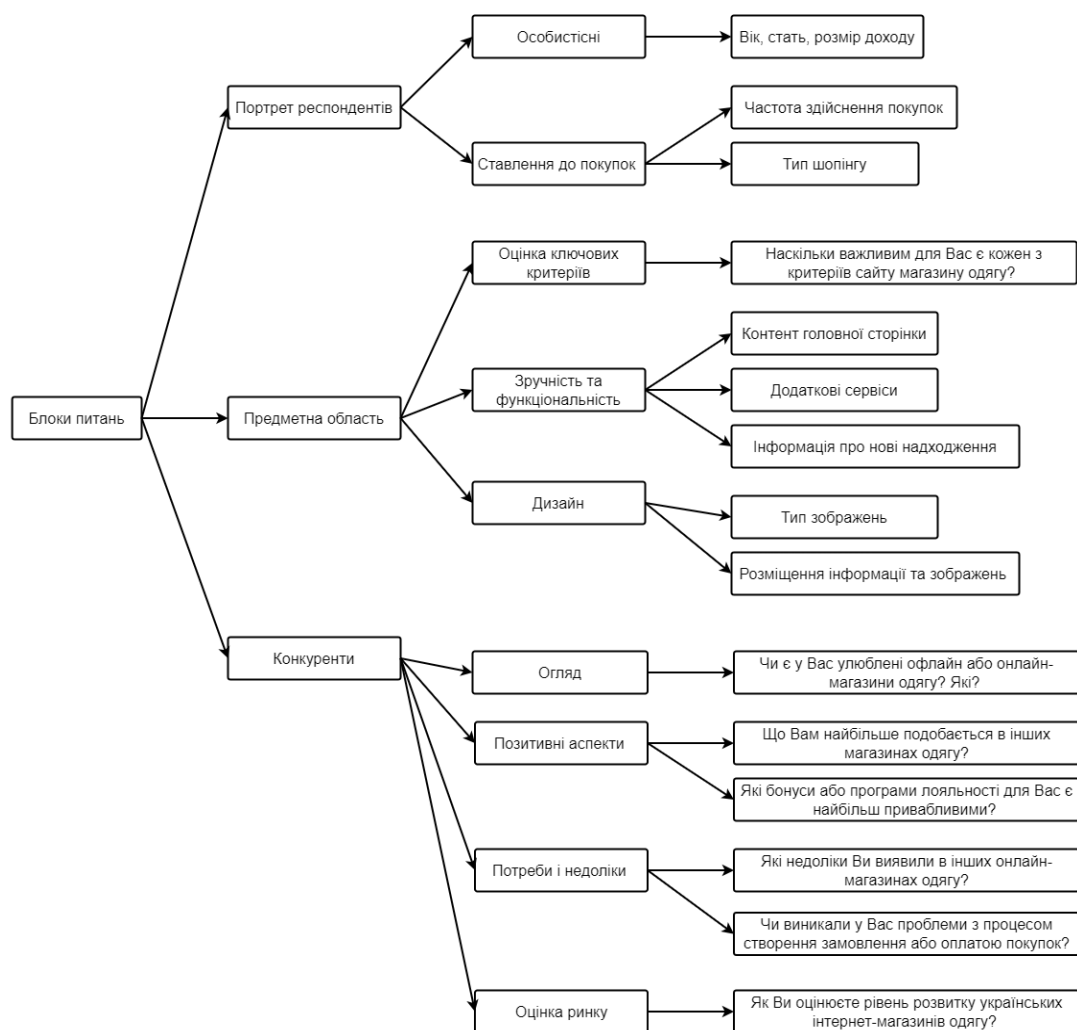 Особистісні
Вік, стать, розмір доходу
Портрет респондентів
Частота здійснення покупок
Ставлення до покупок
Тип шопінгу
Оцінка ключових
критеріїв
Наскільки важливим для Вас є кожен з
критеріїв сайту магазину одягу?
Контент головної сторінки
Зручність та
функціональність
Додаткові сервіси
Блоки питань
Предметна область
Інформація про нові надходження
Дизайн
Тип зображень
Розміщення інформації та зображень
Конкуренти
Огляд
Чи є у Вас улюблені офлайн або онлайн-
магазини одягу? Які?
Позитивні аспекти
Що Вам найбільше подобається в інших
магазинах одягу?
Які бонуси або програми лояльності для Вас є
найбільш привабливими?
Потреби і недоліки
Які недоліки Ви виявили в інших онлайн-
магазинах одягу?
Чи виникали у Вас проблеми з процесом
створення замовлення або оплатою покупок?
Оцінка ринку
Як Ви оцінюєте рівень розвитку українських
інтернет-магазинів одягу?